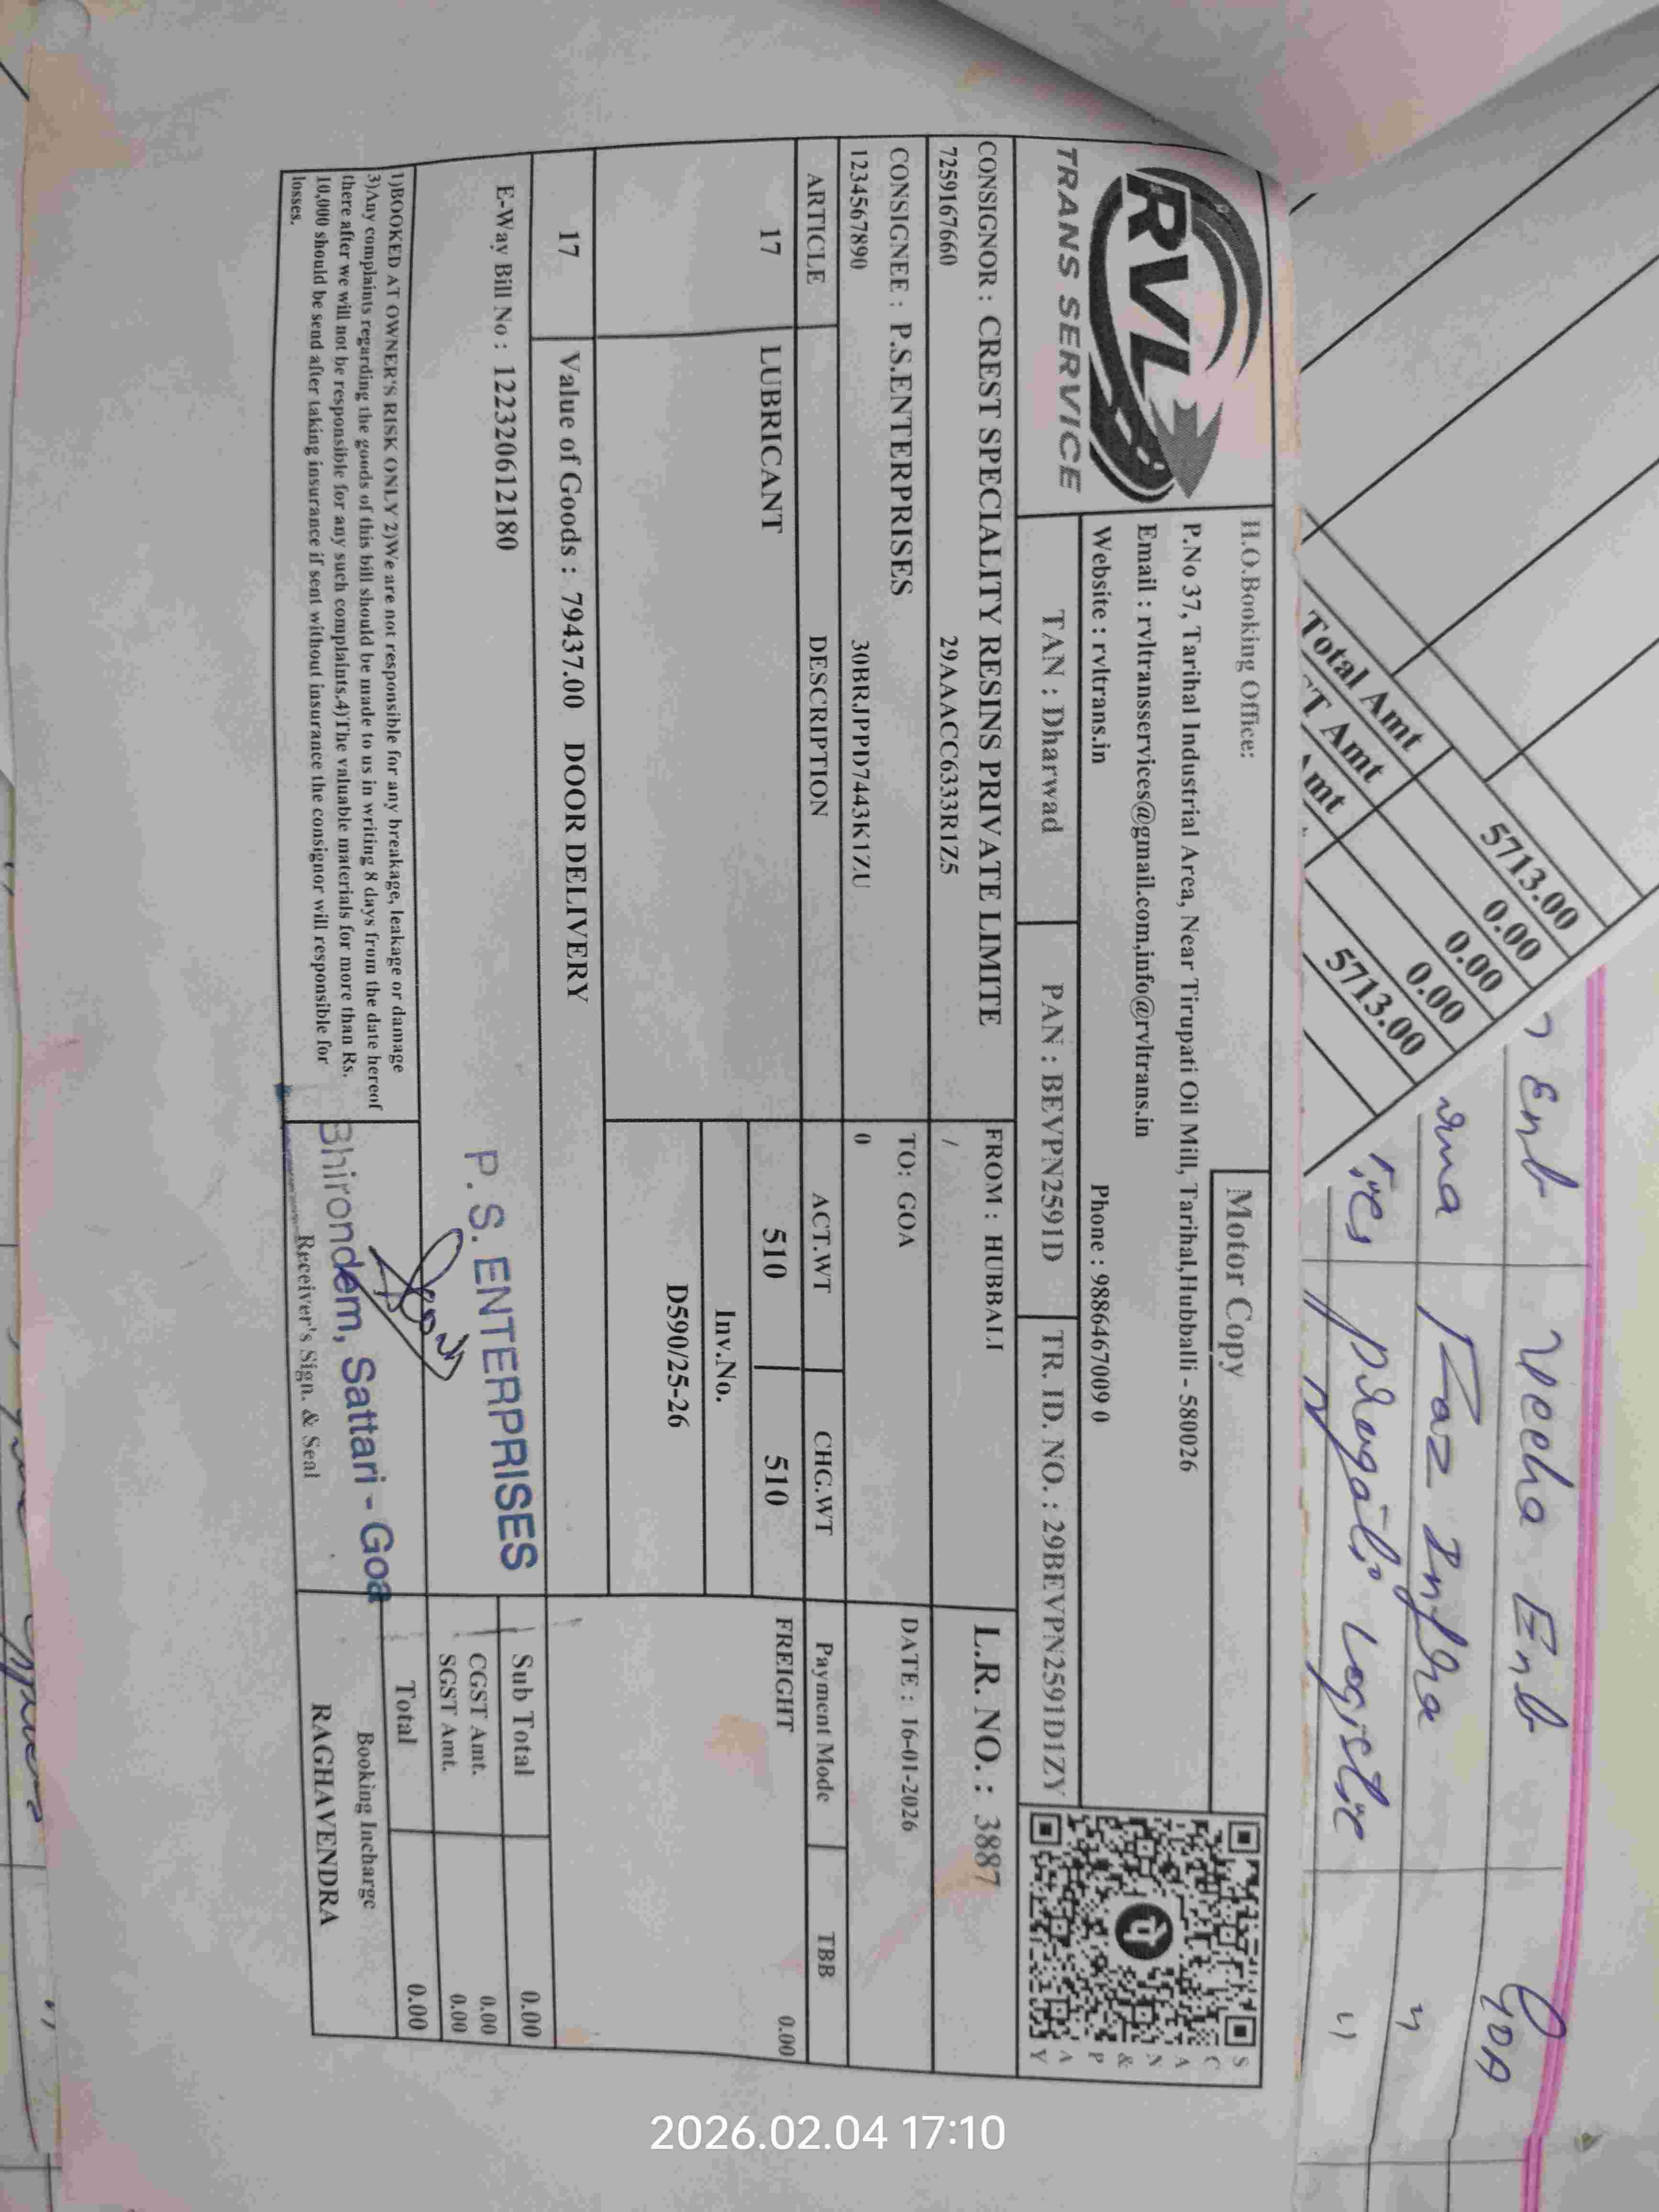 RVL
TRANS SERVICE
Motor Copy
H.O.Booking Office:
P.No 37, Tarihal Industrial Area, Near Tirupati Oil Mill, Tarihal,Hubballi - 580026
Email : rvltransservices@gmail.com,info@rvltrans.in
Website : rvltrans.in Phone : 9886467009 0
SCAN & PAY
TAN : Dharwad PAN : BEVPN2591D TR. ID. NO. : 29BEVPN2591D1ZY
CONSIGNOR : CREST SPECIALITY RESINS PRIVATE LIMITE FROM : HUBBALI L.R. NO. : 3887
7259167660 29AAACC6333R1Z5 /
CONSIGNEE : P.S.ENTERPRISES TO: GOA DATE : 16-01-2026
1234567890 30BRJPPD7443K1ZU 0
ARTICLE DESCRIPTION ACT.WT CHG.WT Payment Mode TBB
17 LUBRICANT 510 510 FREIGHT 0.00
Inv.No.
D590/25-26
17 Value of Goods : 79437.00 DOOR DELIVERY
E-Way Bill No : 122320612180
P. S. ENTERPRISES
Bhirondem, Sattari - Goa
Receiver's Sign. & Seal
Sub Total 0.00
CGST Amt. 0.00
SGST Amt. 0.00
Total 0.00
Booking Incharge
RAGHAVENDRA
1)BOOKED AT OWNER'S RISK ONLY 2)We are not responsible for any breakage, leakage or damage
3)Any complaints regarding the goods of this bill should be made to us in writing 8 days from the date hereof
there after we will not be responsible for any such complaints.4)The valuable materials for more than Rs.
10,000 should be send after taking insurance if sent without insurance the consignor will responsible for
losses.
Total Amt 5713.00
T Amt 0.00
Amt 0.00
0.00
5713.00
Enb
Enb GOA
Infra "
"
2026.02.04 17:10